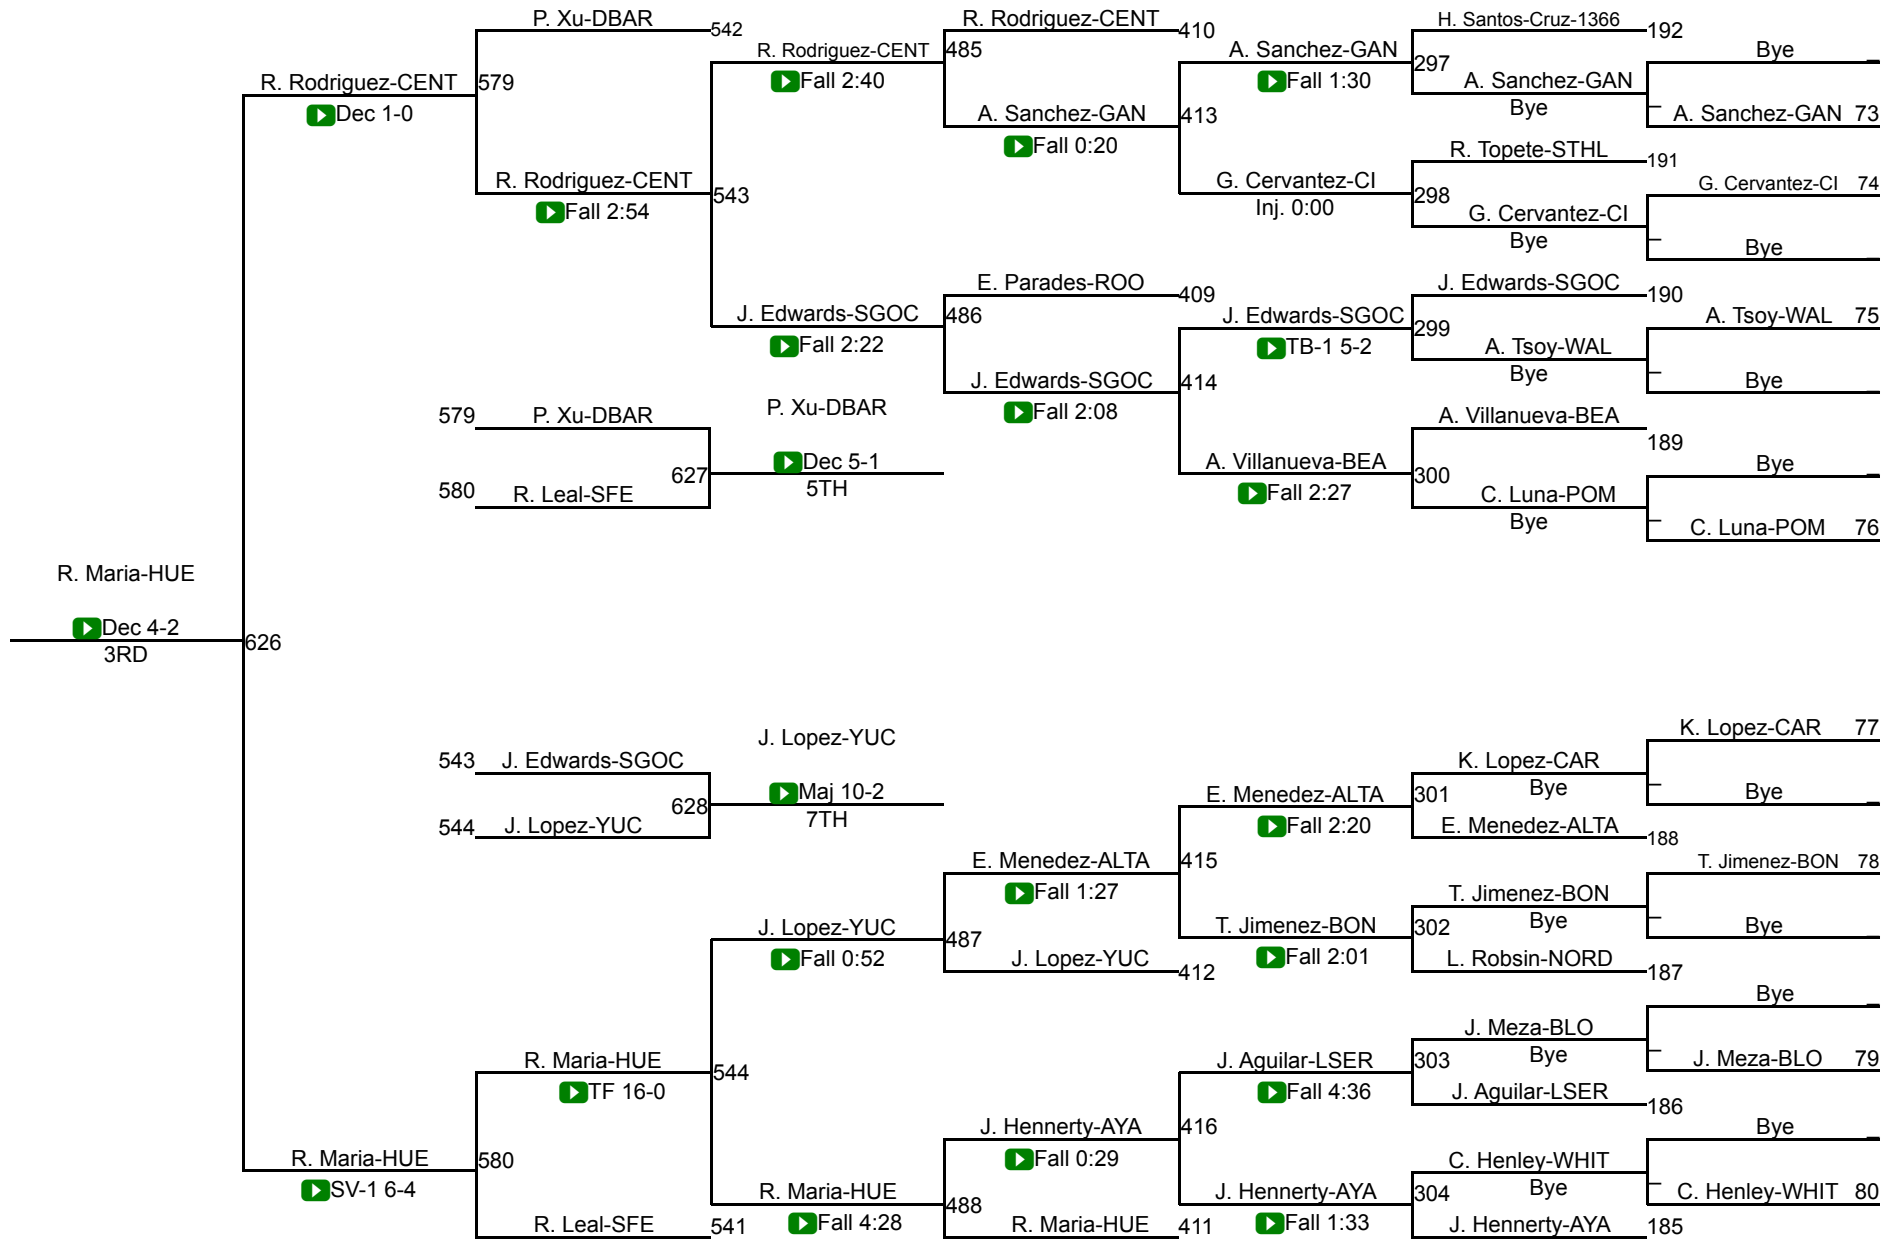 P. Xu-DBAR 542
R. Rodriguez-CENT 410
H. Santos-Cruz-1366 192
R. Rodriguez-CENT 485
A. Sanchez-GAN
Bye
R. Rodriguez-CENT 579
Fall 2:40
Fall 1:30
297
A. Sanchez-GAN
Bye
Dec 1-0
A. Sanchez-GAN 413
A. Sanchez-GAN 73
Fall 0:20
R. Topete-STHL 191
R. Rodriguez-CENT 543
G. Cervantez-CI 298
G. Cervantez-CI 74
Fall 2:54
Inj. 0:00
G. Cervantez-CI
Bye
Bye
E. Parades-ROO 409
J. Edwards-SGOC 190
J. Edwards-SGOC 486
J. Edwards-SGOC 299
A. Tsoy-WAL 75
Fall 2:22
TB-1 5-2
A. Tsoy-WAL
Bye
Bye
J. Edwards-SGOC 414
Fall 2:08
579 P. Xu-DBAR
P. Xu-DBAR
A. Villanueva-BEA 189
627
Dec 5-1
5TH
A. Villanueva-BEA 300
Bye
580 R. Leal-SFE
Fall 2:27
C. Luna-POM
Bye
C. Luna-POM 76
R. Maria-HUE
Dec 4-2
3RD
626
K. Lopez-CAR 77
J. Lopez-YUC
543 J. Edwards-SGOC
K. Lopez-CAR
Bye
Bye
628
Maj 10-2
7TH
E. Menedez-ALTA 301
544 J. Lopez-YUC
Fall 2:20
E. Menedez-ALTA 188
E. Menedez-ALTA 415
T. Jimenez-BON 78
Fall 1:27
T. Jimenez-BON
Bye
J. Lopez-YUC 487
T. Jimenez-BON 302
Bye
Fall 0:52
J. Lopez-YUC 412
Fall 2:01
L. Robsin-NORD 187
Bye
J. Meza-BLO
Bye
R. Maria-HUE 544
J. Aguilar-LSER 303
J. Meza-BLO 79
TF 16-0
Fall 4:36
J. Aguilar-LSER 186
J. Hennerty-AYA 416
Bye
R. Maria-HUE 580
Fall 0:29
C. Henley-WHIT
Bye
SV-1 6-4
R. Maria-HUE 488
J. Hennerty-AYA 304
C. Henley-WHIT 80
R. Leal-SFE 541
Fall 4:28
R. Maria-HUE 411
Fall 1:33
J. Hennerty-AYA 185